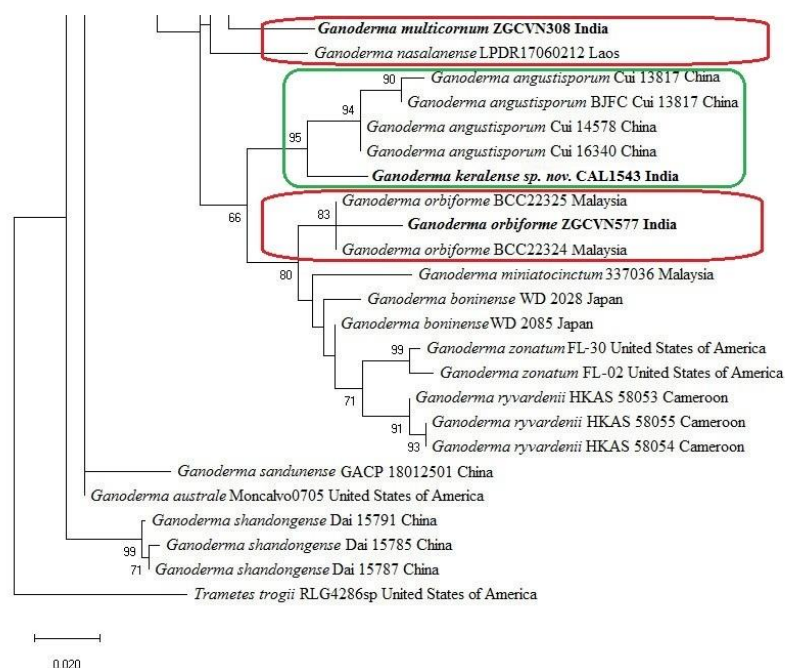 Ganoderma multicornum ZGCVN308 India
Ganoderma nasalanense LPDR17060212 Laos
90
Ganoderma angustisporum Cui 13817 China
Ganoderma angustisporum BJFC Cui 13817 China
94
Ganoderma angustisporum Cui 14578 China
95
Ganoderma angustisporum Cui 16340 China
Ganoderma keralense sp. nov. CAL1543 India
Ganoderma orbiforme BCC22325 Malaysia
83
66
Ganoderma orbiforme ZGCVN577 India
Ganoderma orbiforme BCC22324 Malaysia
80
Ganoderma miniatocinctum 337036 Malaysia
Ganoderma boninense WD 2028 Japan
Ganoderma boninense WD 2085 Japan
99
Ganoderma zonatum FL-30 United States of America
Ganoderma zonatum FL-02 United States of America
71
Ganoderma ryvardenii HKAS 58053 Cameroon
91
Ganoderma ryvardenii HKAS 58055 Cameroon
93
Ganoderma ryvardenii HKAS 58054 Cameroon
Ganoderma sandunense GACP 18012501 China
Ganoderma australe Moncalvo0705 United States of America
Ganoderma shandongense Dai 15791 China
99
Ganoderma shandongense Dai 15785 China
71
Ganoderma shandongense Dai 15787 China
Trametes trogii RLG4286sp United States of America
0.020